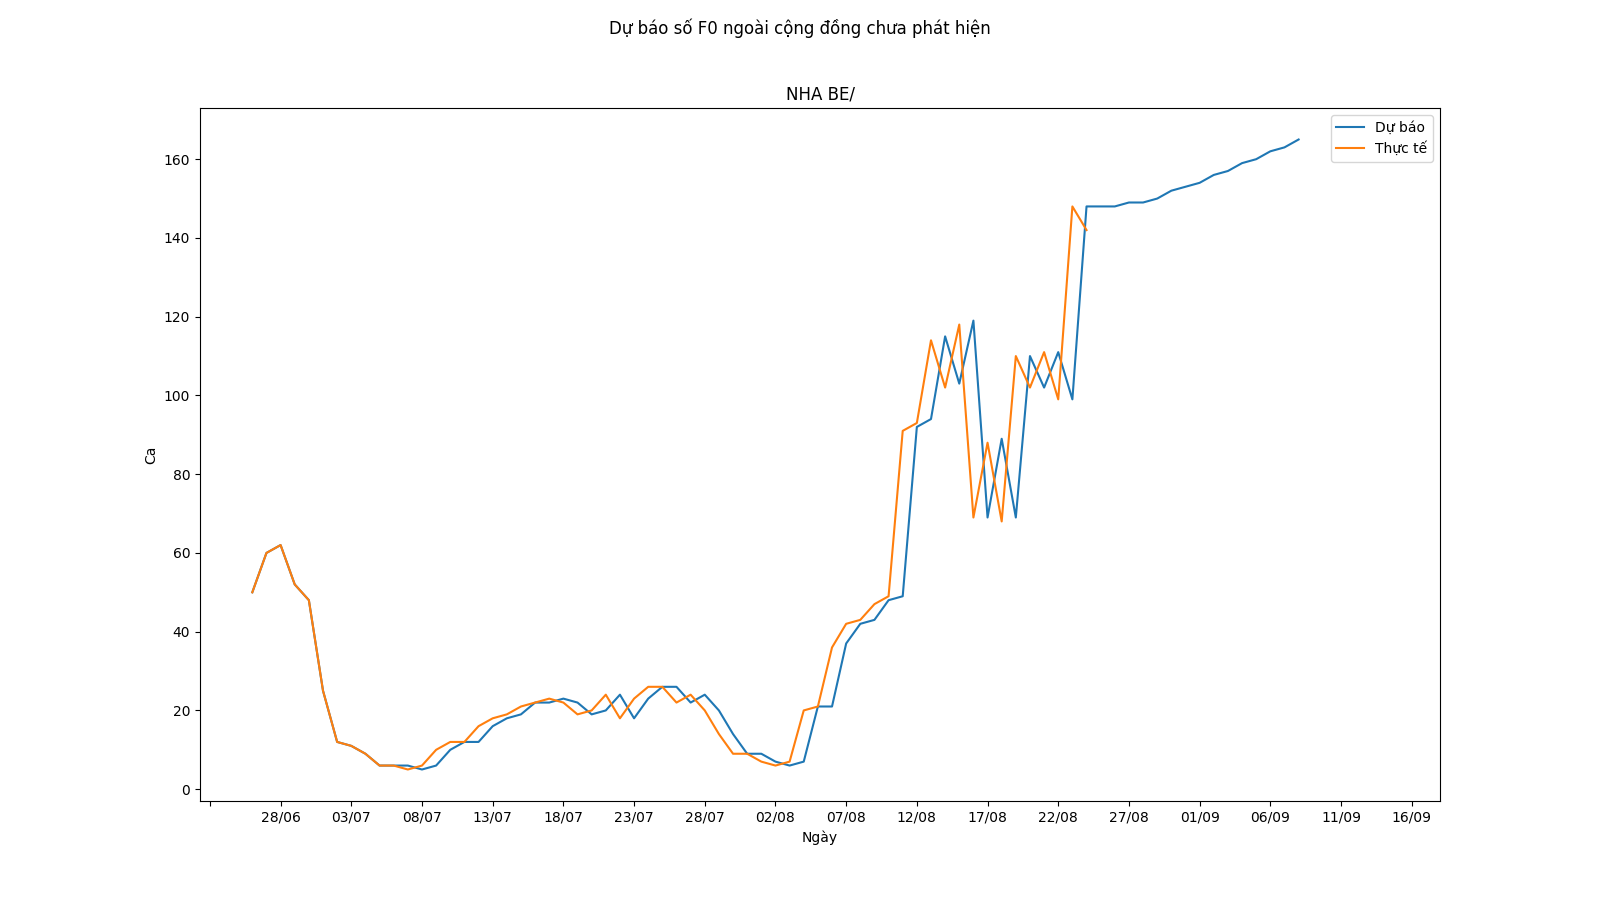 Dự báo số F0 ngoài cộng đồng chưa phát hiện
NHA BE/
Dự báo
Thực tế
160
140
120
100
80
60
40
20
0
Ca
28/06 03/07 08/07 13/07 18/07 23/07 28/07 02/08 07/08 12/08 17/08 22/08 27/08 01/09 06/09 11/09 16/09
Ngày